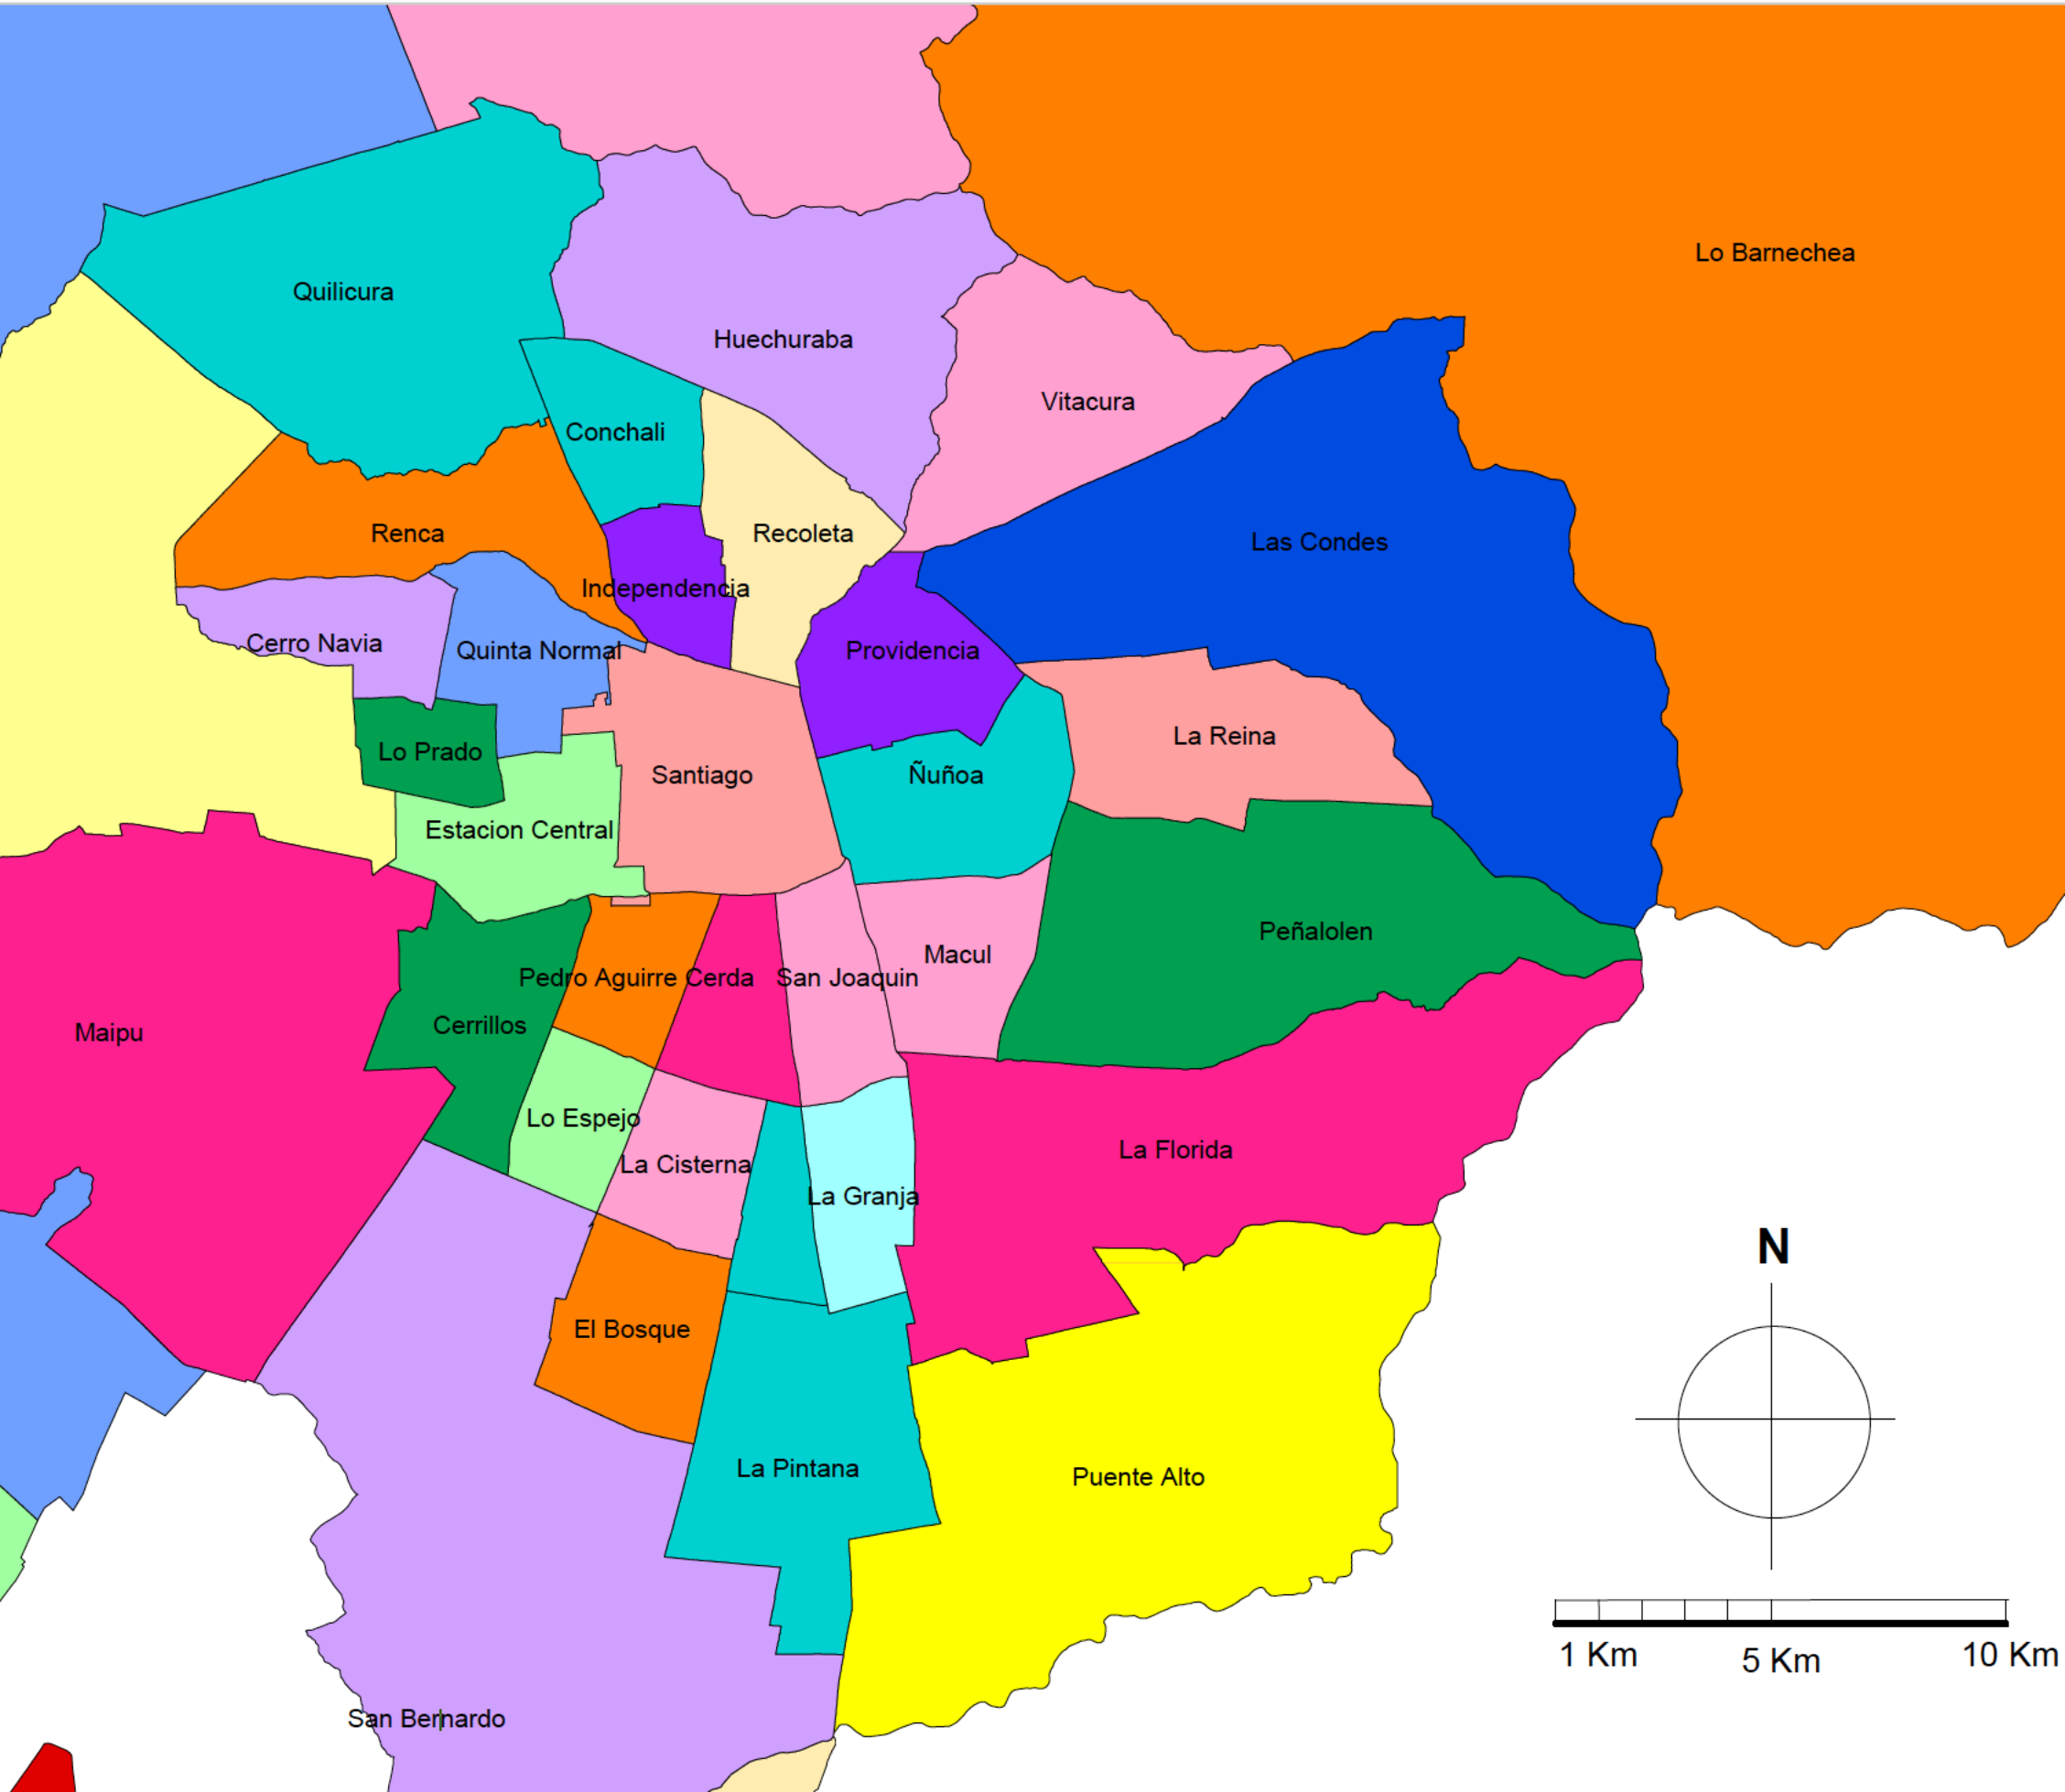 Lo Barnechea
Quilicura
Huechuraba
Vitacura
Conchali
Renca
Recoleta
Las Condes
Independencia
Cerro Navia
Quinta Normal
Providencia
La Reina
Lo Prado
Santiago
Ñuñoa
Estacion Central
Peñalolen
Macul
Pedro Aguirre Cerda
San Joaquin
Cerrillos
Maipu
Lo Espejo
La Florida
La Cisterna
La Granja
N
El Bosque
La Pintana
Puente Alto
1 Km
5 Km
10 Km
San Bernardo